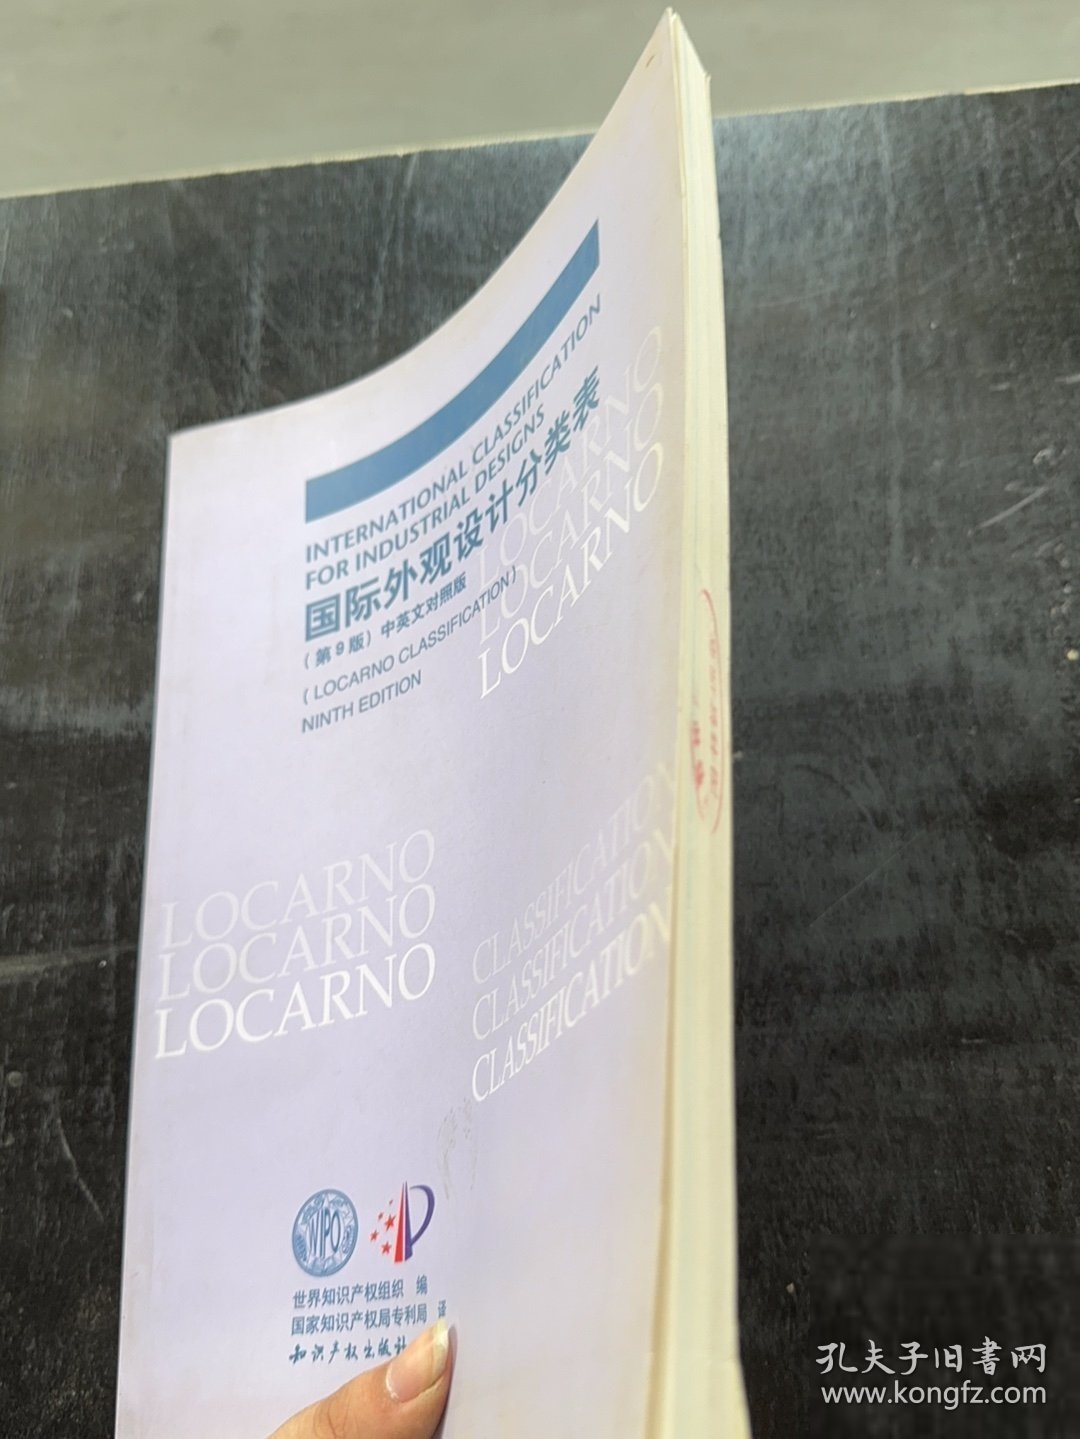 INTERNATIONAL CLASSIFICATION
FOR INDUSTRIAL DESIGNS
国际外观设计分类表
（第9版）中英文对照版
（LOCARNO CLASSIFICATION）
NINTH EDITION
LOCARNO
LOCARNO
LOCARNO
LOCARNO
LOCARNO
LOCARNO
CLASSIFICATION
CLASSIFICATION
CLASSIFICATION
WIPO
世界知识产权组织 编
国家知识产权局专利局 译
知识产权出版社
孔夫子旧書网
www.kongfz.com